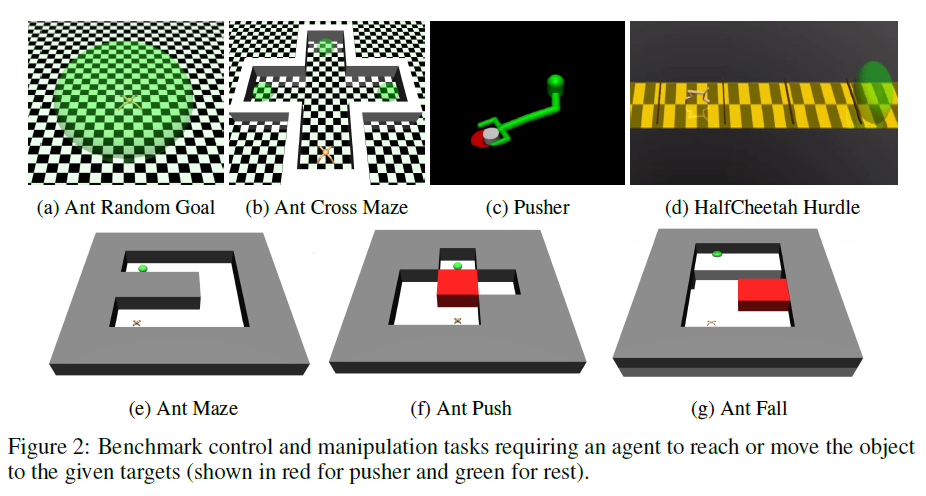 (a) Ant Random Goal
(b) Ant Cross Maze
(c) Pusher
(d) HalfCheetah Hurdle
(e) Ant Maze
(f) Ant Push
(g) Ant Fall
Figure 2: Benchmark control and manipulation tasks requiring an agent to reach or move the object
to the given targets (shown in red for pusher and green for rest).